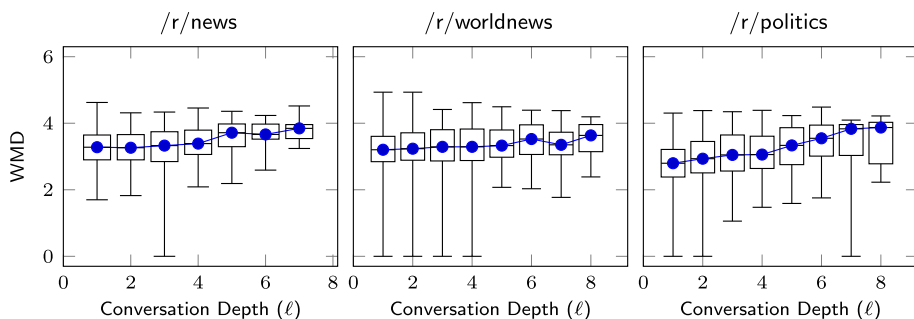 /r/news /r/worldnews /r/politics
6
4
2
0
WMD
0 2 4 6 8 0 2 4 6 8 0 2 4 6 8
Conversation Depth (ℓ) Conversation Depth (ℓ) Conversation Depth (ℓ)